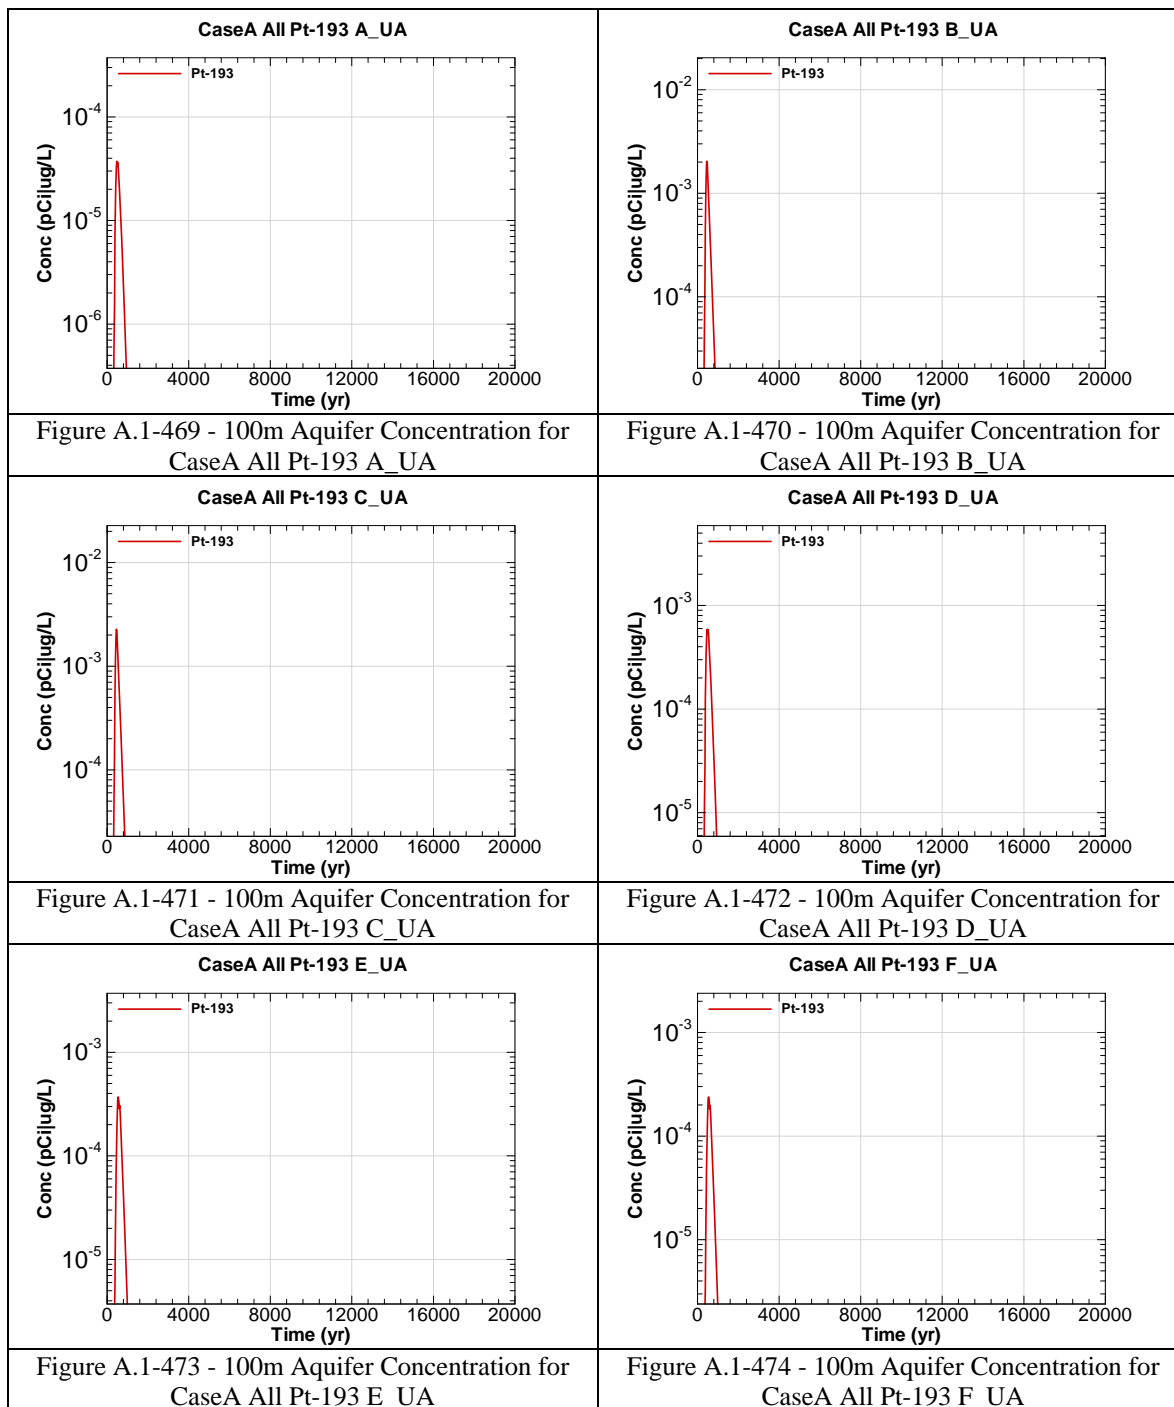 CaseA All Pt-193 A_UA
Pt-193
10^-4
10^-5
10^-6
Conc (pCi|ug/L)
0 4000 8000 12000 16000 20000
Time (yr)
Figure A.1-469 - 100m Aquifer Concentration for
CaseA All Pt-193 A_UA
CaseA All Pt-193 B_UA
Pt-193
10^-2
10^-3
10^-4
Conc (pCi|ug/L)
0 4000 8000 12000 16000 20000
Time (yr)
Figure A.1-470 - 100m Aquifer Concentration for
CaseA All Pt-193 B_UA
CaseA All Pt-193 C_UA
Pt-193
10^-2
10^-3
10^-4
Conc (pCi|ug/L)
0 4000 8000 12000 16000 20000
Time (yr)
Figure A.1-471 - 100m Aquifer Concentration for
CaseA All Pt-193 C_UA
CaseA All Pt-193 D_UA
Pt-193
10^-3
10^-4
10^-5
Conc (pCi|ug/L)
0 4000 8000 12000 16000 20000
Time (yr)
Figure A.1-472 - 100m Aquifer Concentration for
CaseA All Pt-193 D_UA
CaseA All Pt-193 E_UA
Pt-193
10^-3
10^-4
10^-5
Conc (pCi|ug/L)
0 4000 8000 12000 16000 20000
Time (yr)
Figure A.1-473 - 100m Aquifer Concentration for
CaseA All Pt-193 E_UA
CaseA All Pt-193 F_UA
Pt-193
10^-3
10^-4
10^-5
Conc (pCi|ug/L)
0 4000 8000 12000 16000 20000
Time (yr)
Figure A.1-474 - 100m Aquifer Concentration for
CaseA All Pt-193 F_UA